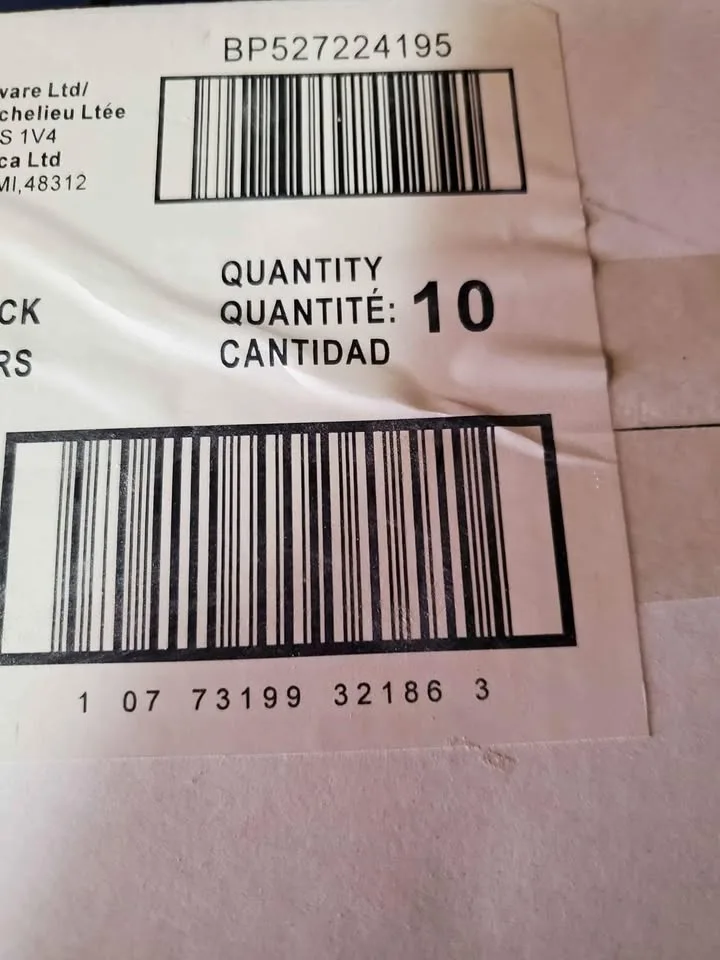 BP527224195
ware Ltd/
chelieu Ltée
S 1V4
ca Ltd
MI,48312
QUANTITY
QUANTITÉ: 10
CANTIDAD
CK
RS
1 07 73199 32186 3